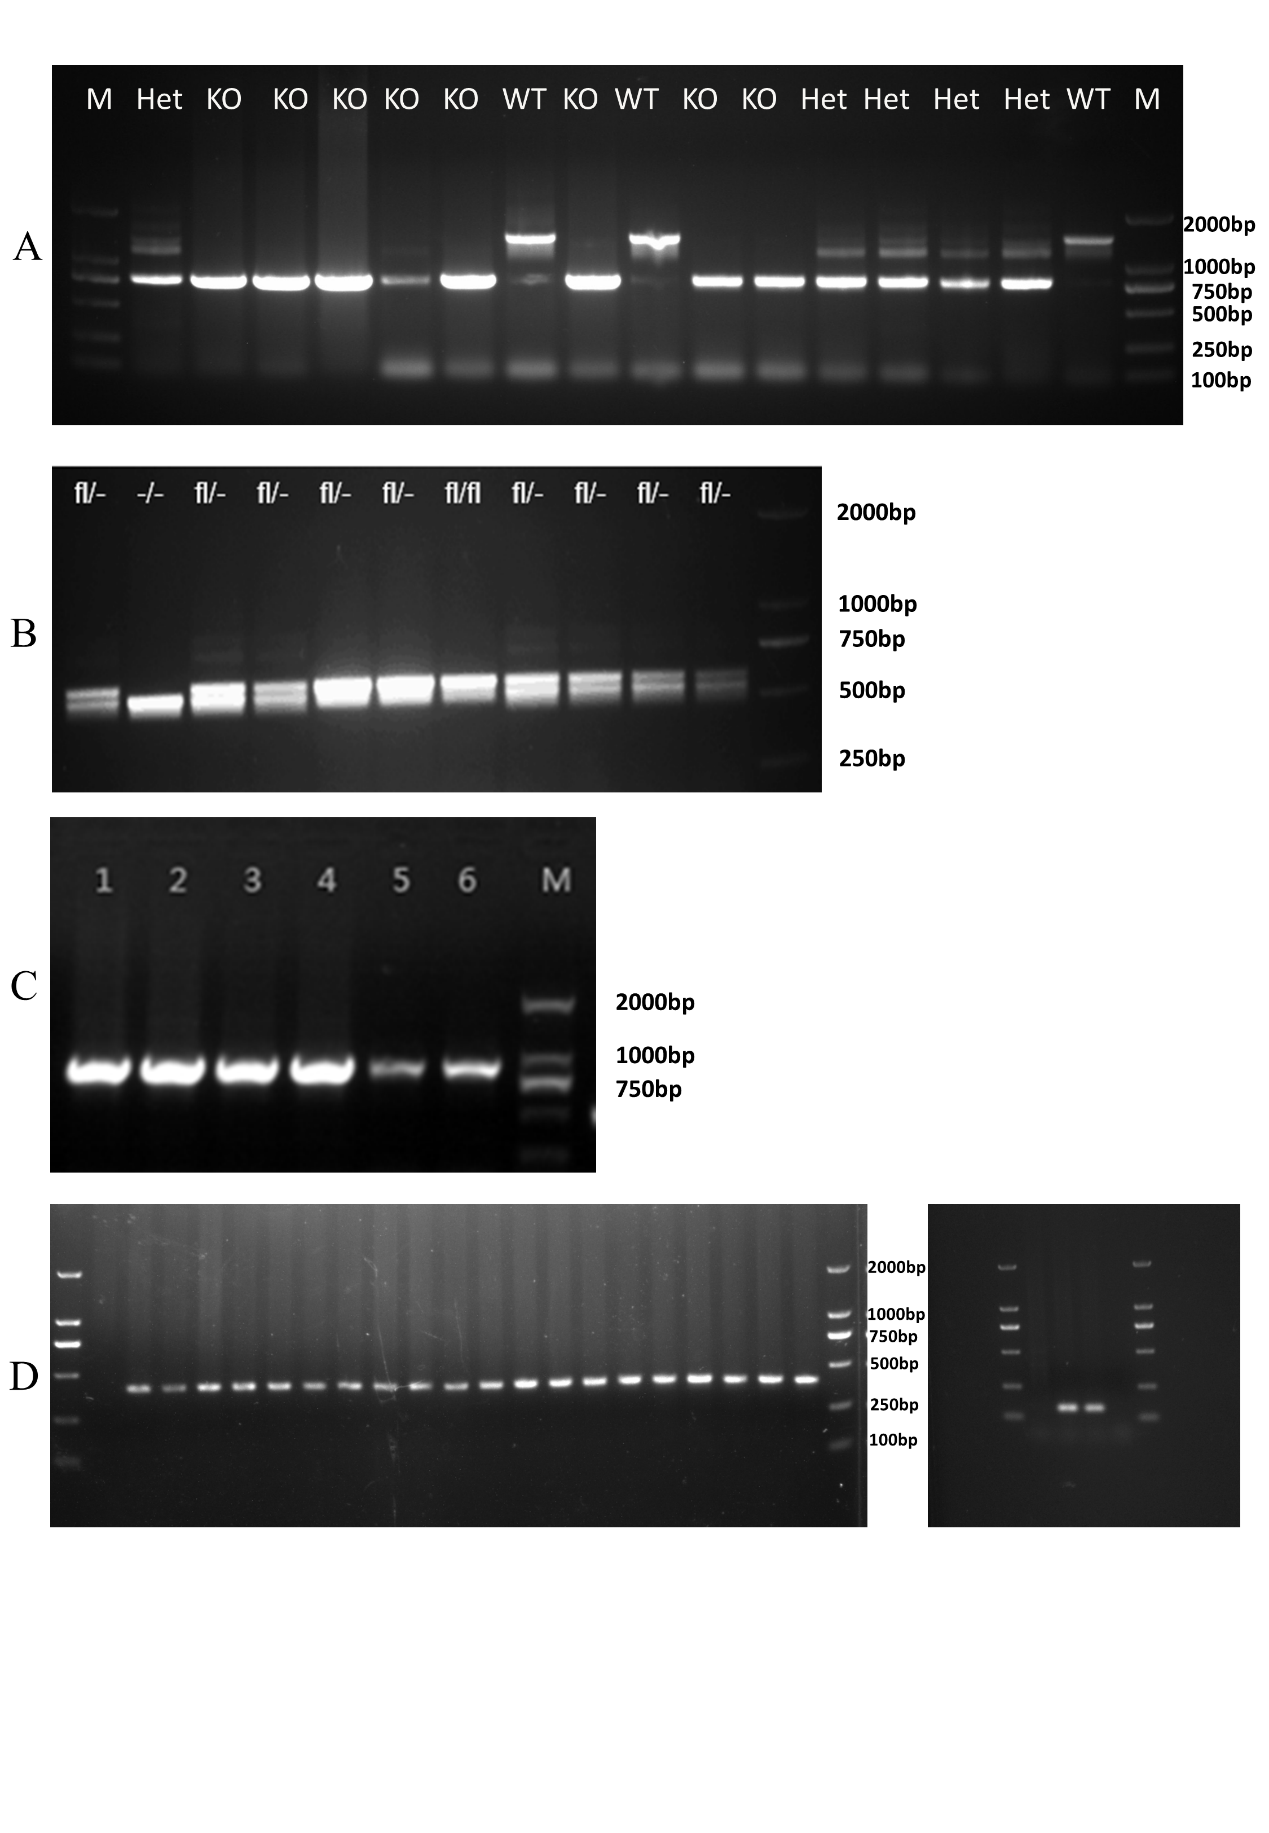 A
M Het KO KO KO KO KO WT KO WT KO KO Het Het Het Het WT M
2000bp
1000bp
750bp
500bp
250bp
100bp
B
fl/- -/- fl/- fl/- fl/- fl/- fl/fl fl/- fl/- fl/- fl/-
2000bp
1000bp
750bp
500bp
250bp
C
1 2 3 4 5 6 M
2000bp
1000bp
750bp
D
2000bp
1000bp
750bp
500bp
250bp
100bp